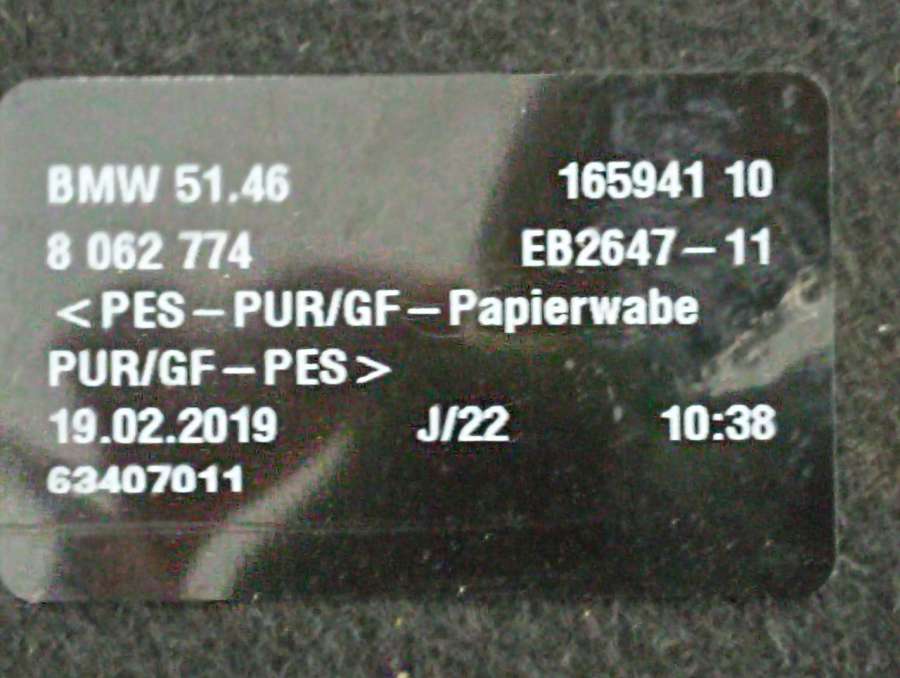 BMW 51.46 165941 10
8 062 774 EB2647-11
<PES-PUR/GF-Papierwabe
PUR/GF-PES>
19.02.2019 J/22 10:38
63407011